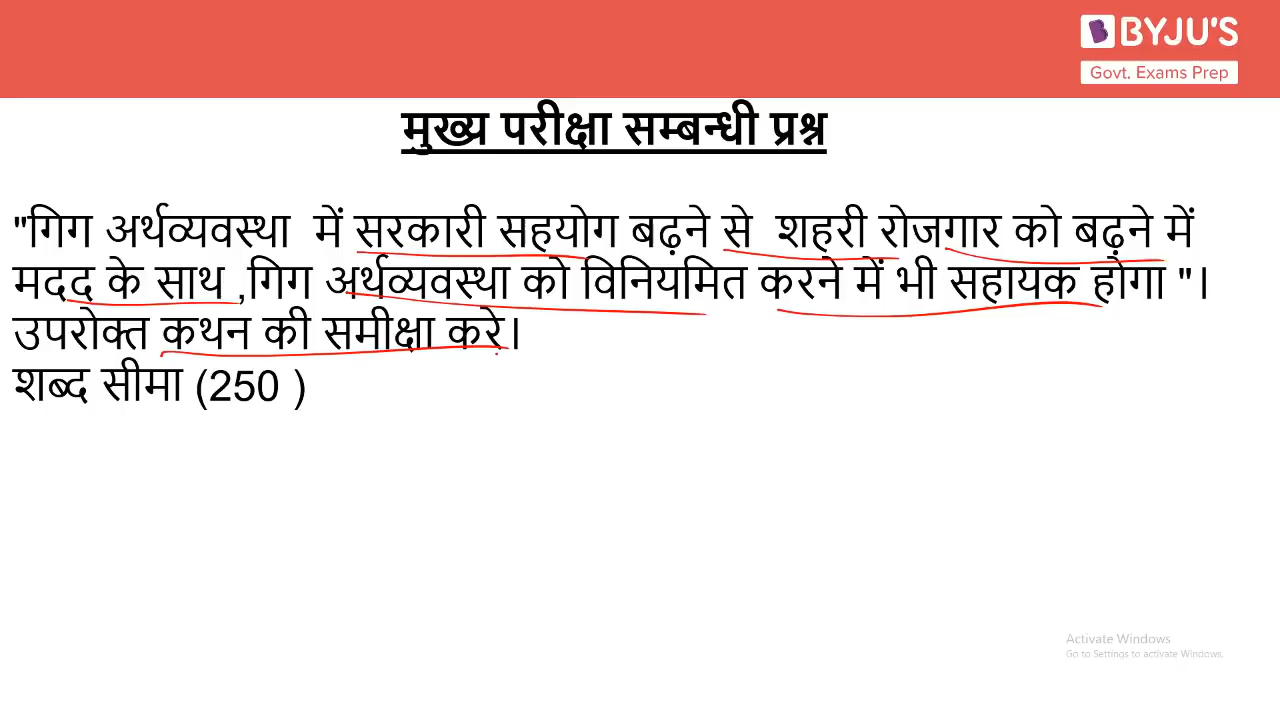 BYJU'S
Govt. Exams Prep
मुख्य परीक्षा सम्बन्धी प्रश्न
"गिग अर्थव्यवस्था में सरकारी सहयोग बढ़ने से शहरी रोजगार को बढ़ने में
मदद के साथ ,गिग अर्थव्यवस्था को विनियमित करने में भी सहायक होगा "।
उपरोक्त कथन की समीक्षा करे।
शब्द सीमा (250 )
Activate Windows
Go to Settings to activate Windows.